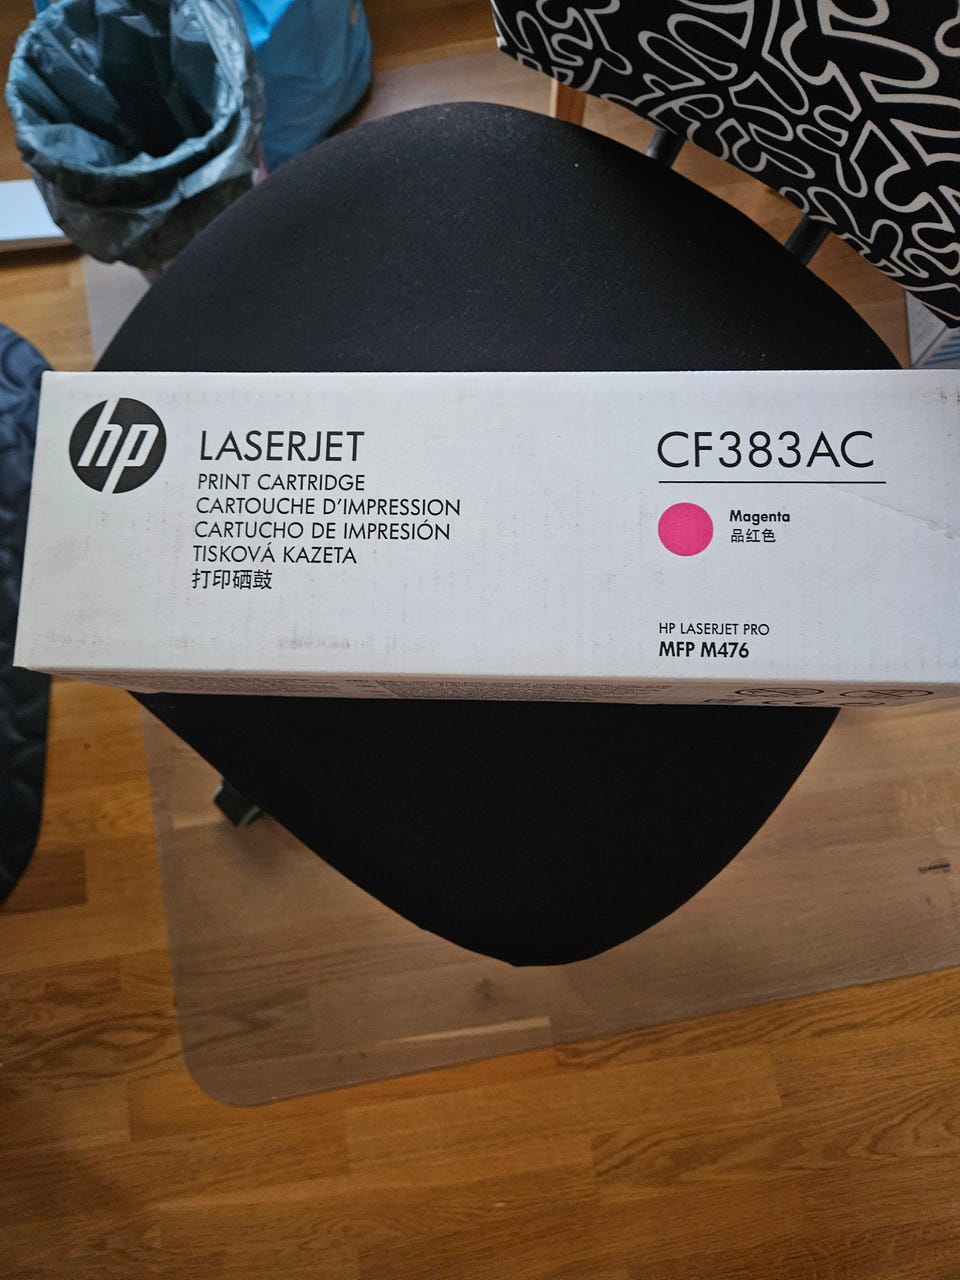 hp
LASERJET
PRINT CARTRIDGE
CARTOUCHE D'IMPRESSION
CARTUCHO DE IMPRESIÓN
TISKOVÁ KAZETA
打印硒鼓
CF383AC
Magenta
品红色
HP LASERJET PRO
MFP M476